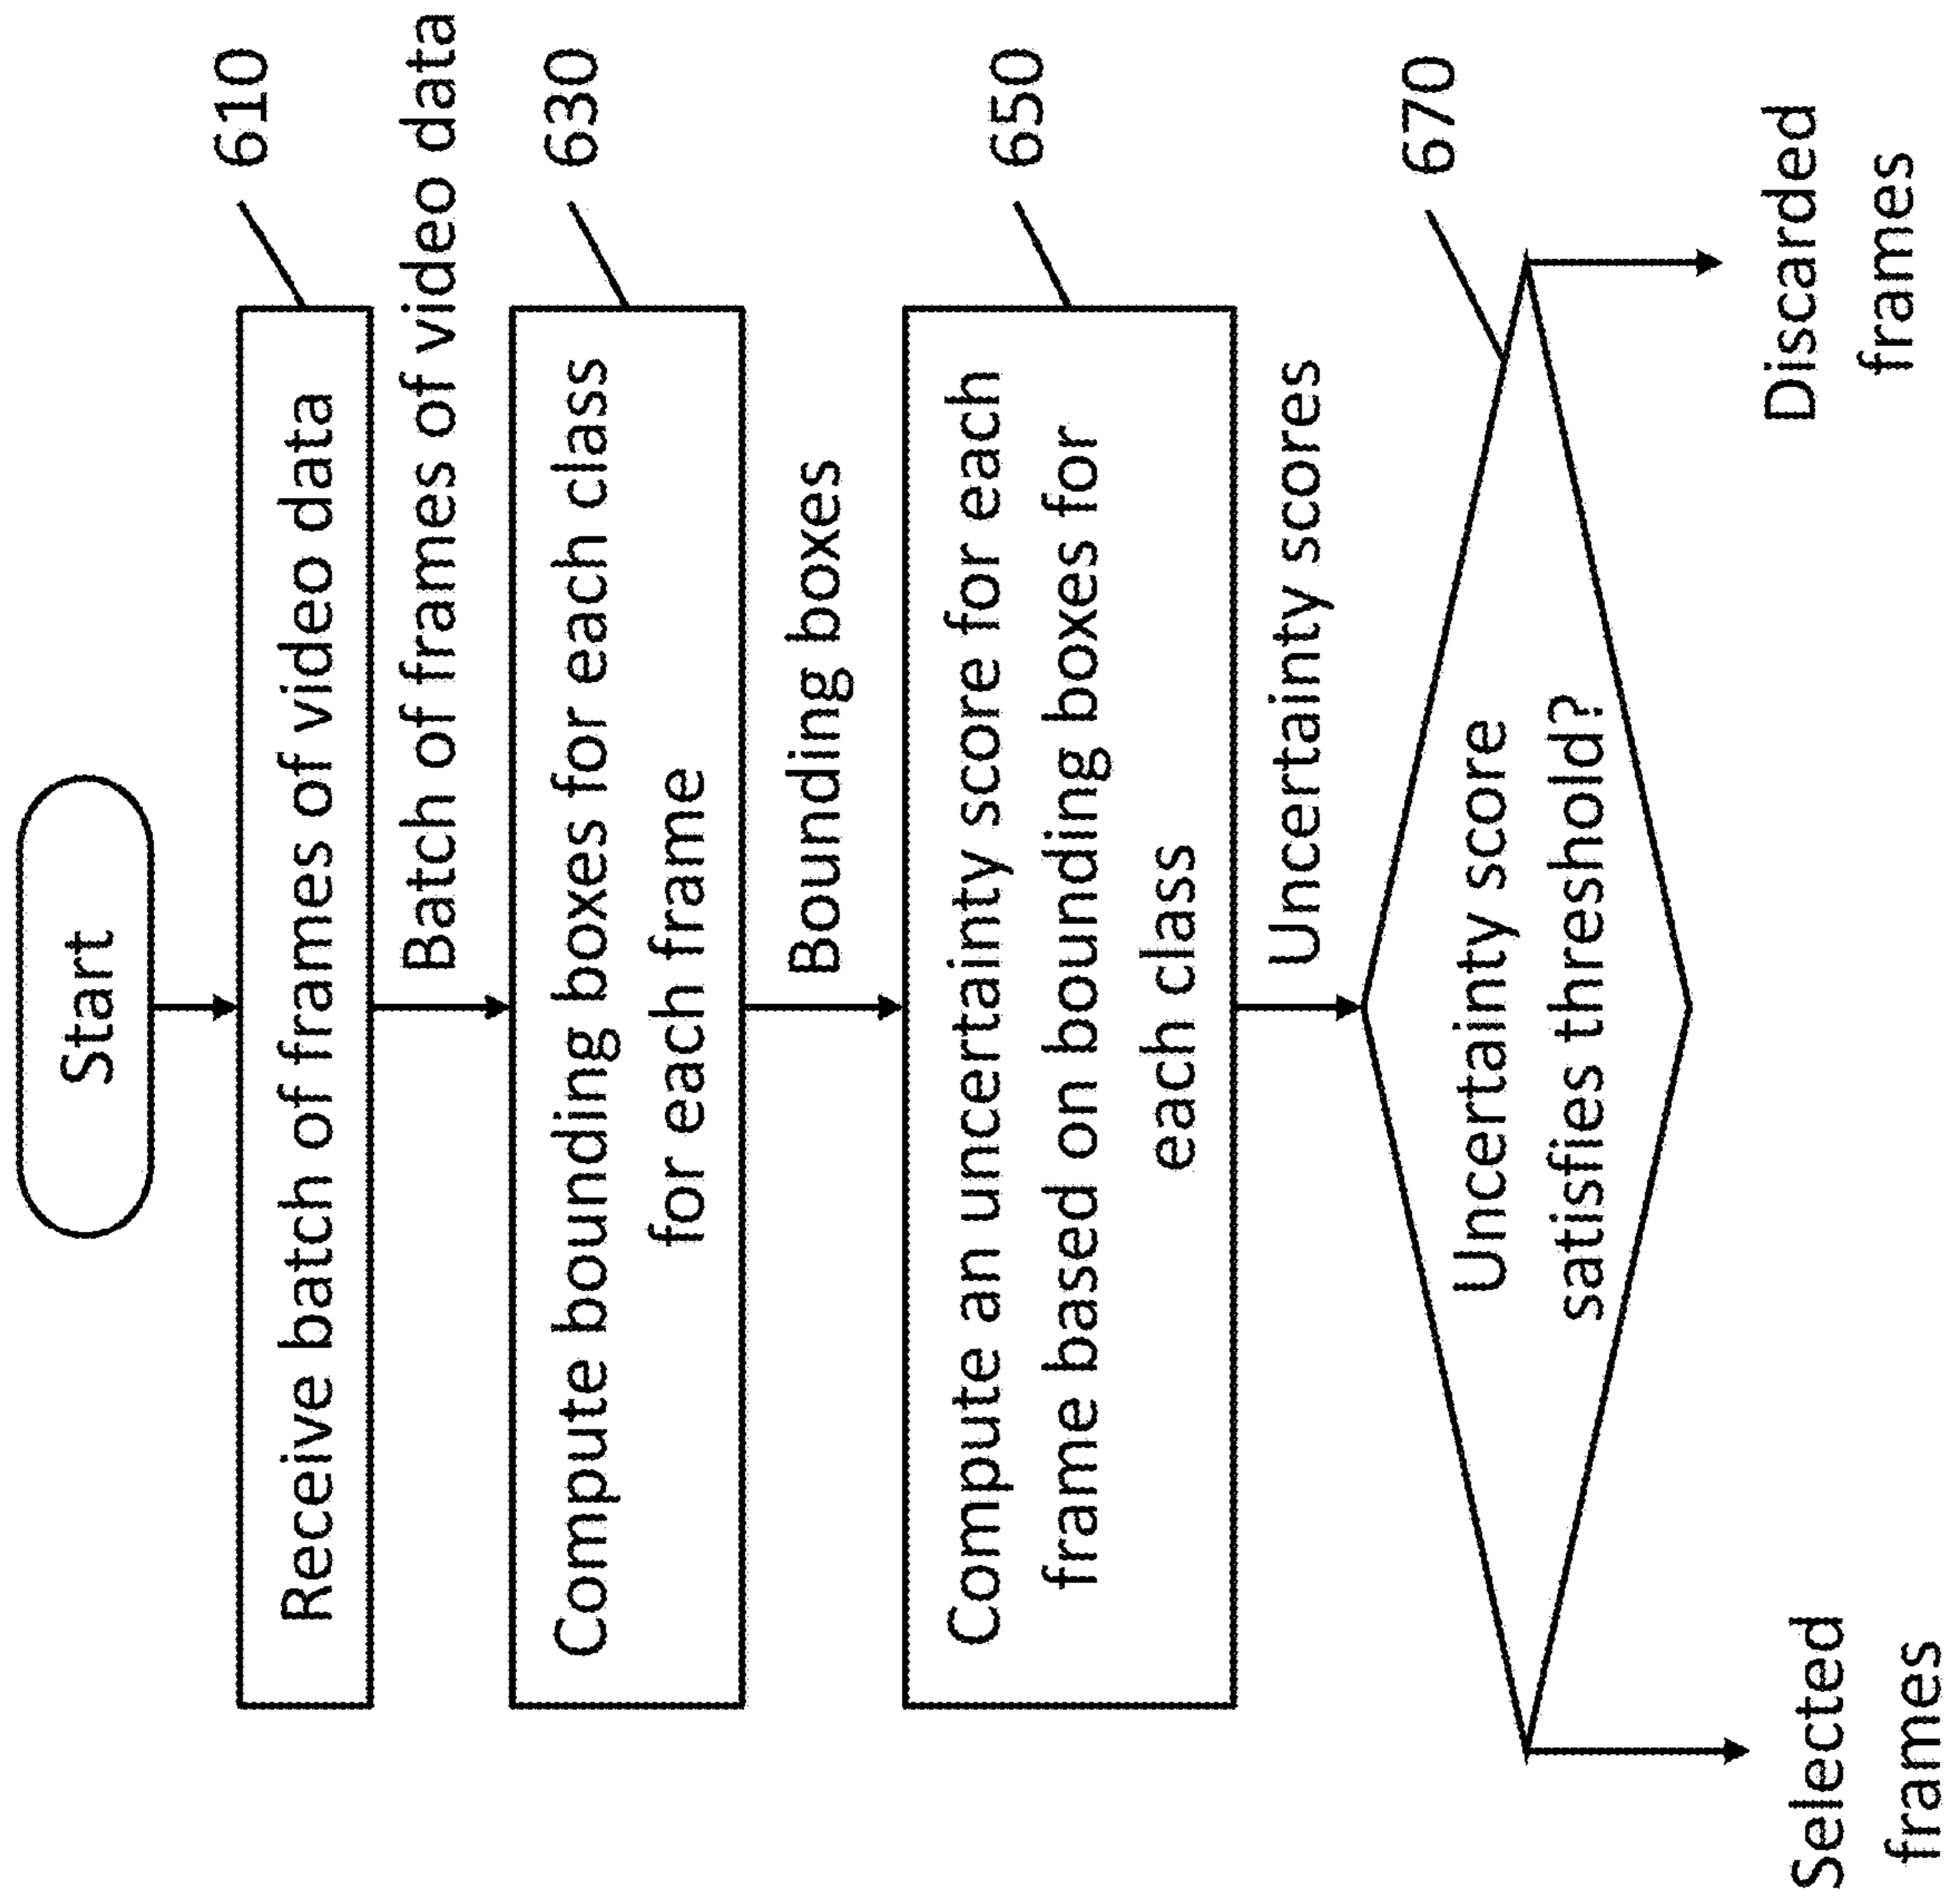 Start
610
Receive batch of frames of video data
Batch of frames of video data
630
Compute bounding boxes for each class
for each frame
Bounding boxes
650
Compute an uncertainty score for each
frame based on bounding boxes for
each class
Uncertainty scores
670
Uncertainty score
satisfies threshold?
Selected
frames
Discarded
frames